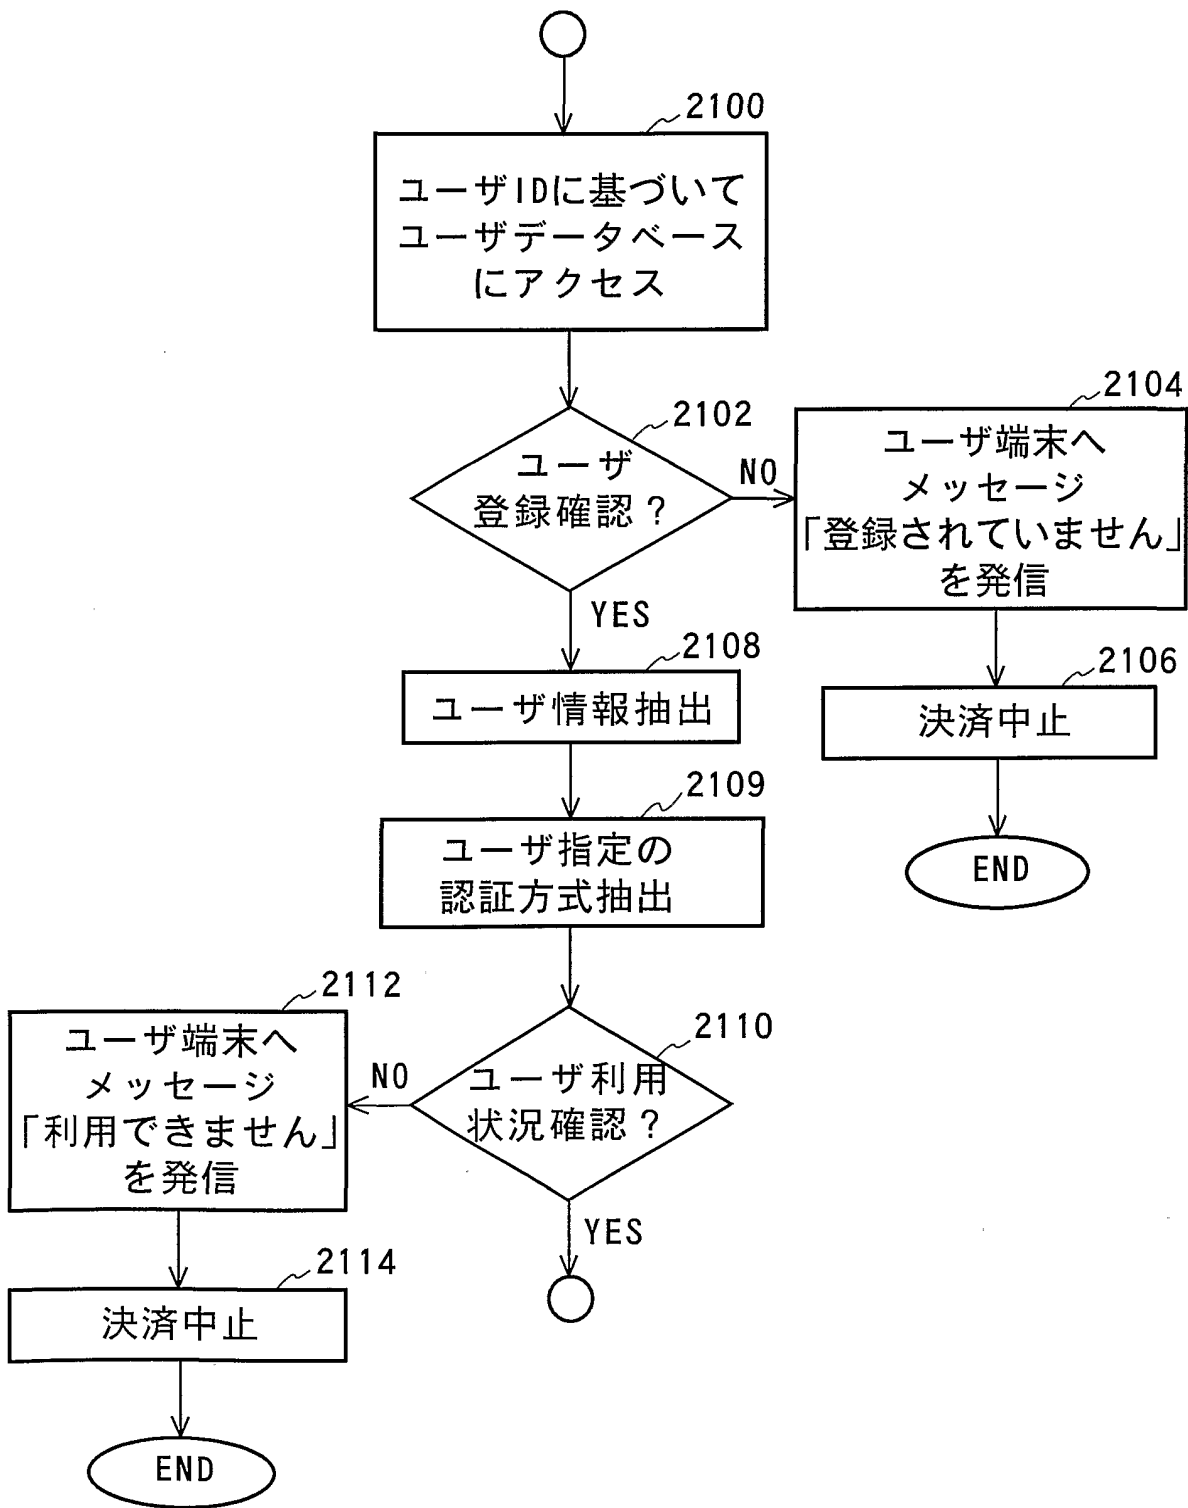 2100
ユーザIDに基づいて
ユーザデータベース
にアクセス
2102
ユーザ
登録確認？
NO
2104
ユーザ端末へ
メッセージ
「登録されていません」
を発信
YES
2106
決済中止
END
2108
ユーザ情報抽出
2109
ユーザ指定の
認証方式抽出
2110
ユーザ利用
状況確認？
NO
2112
ユーザ端末へ
メッセージ
「利用できません」
を発信
YES
2114
決済中止
END